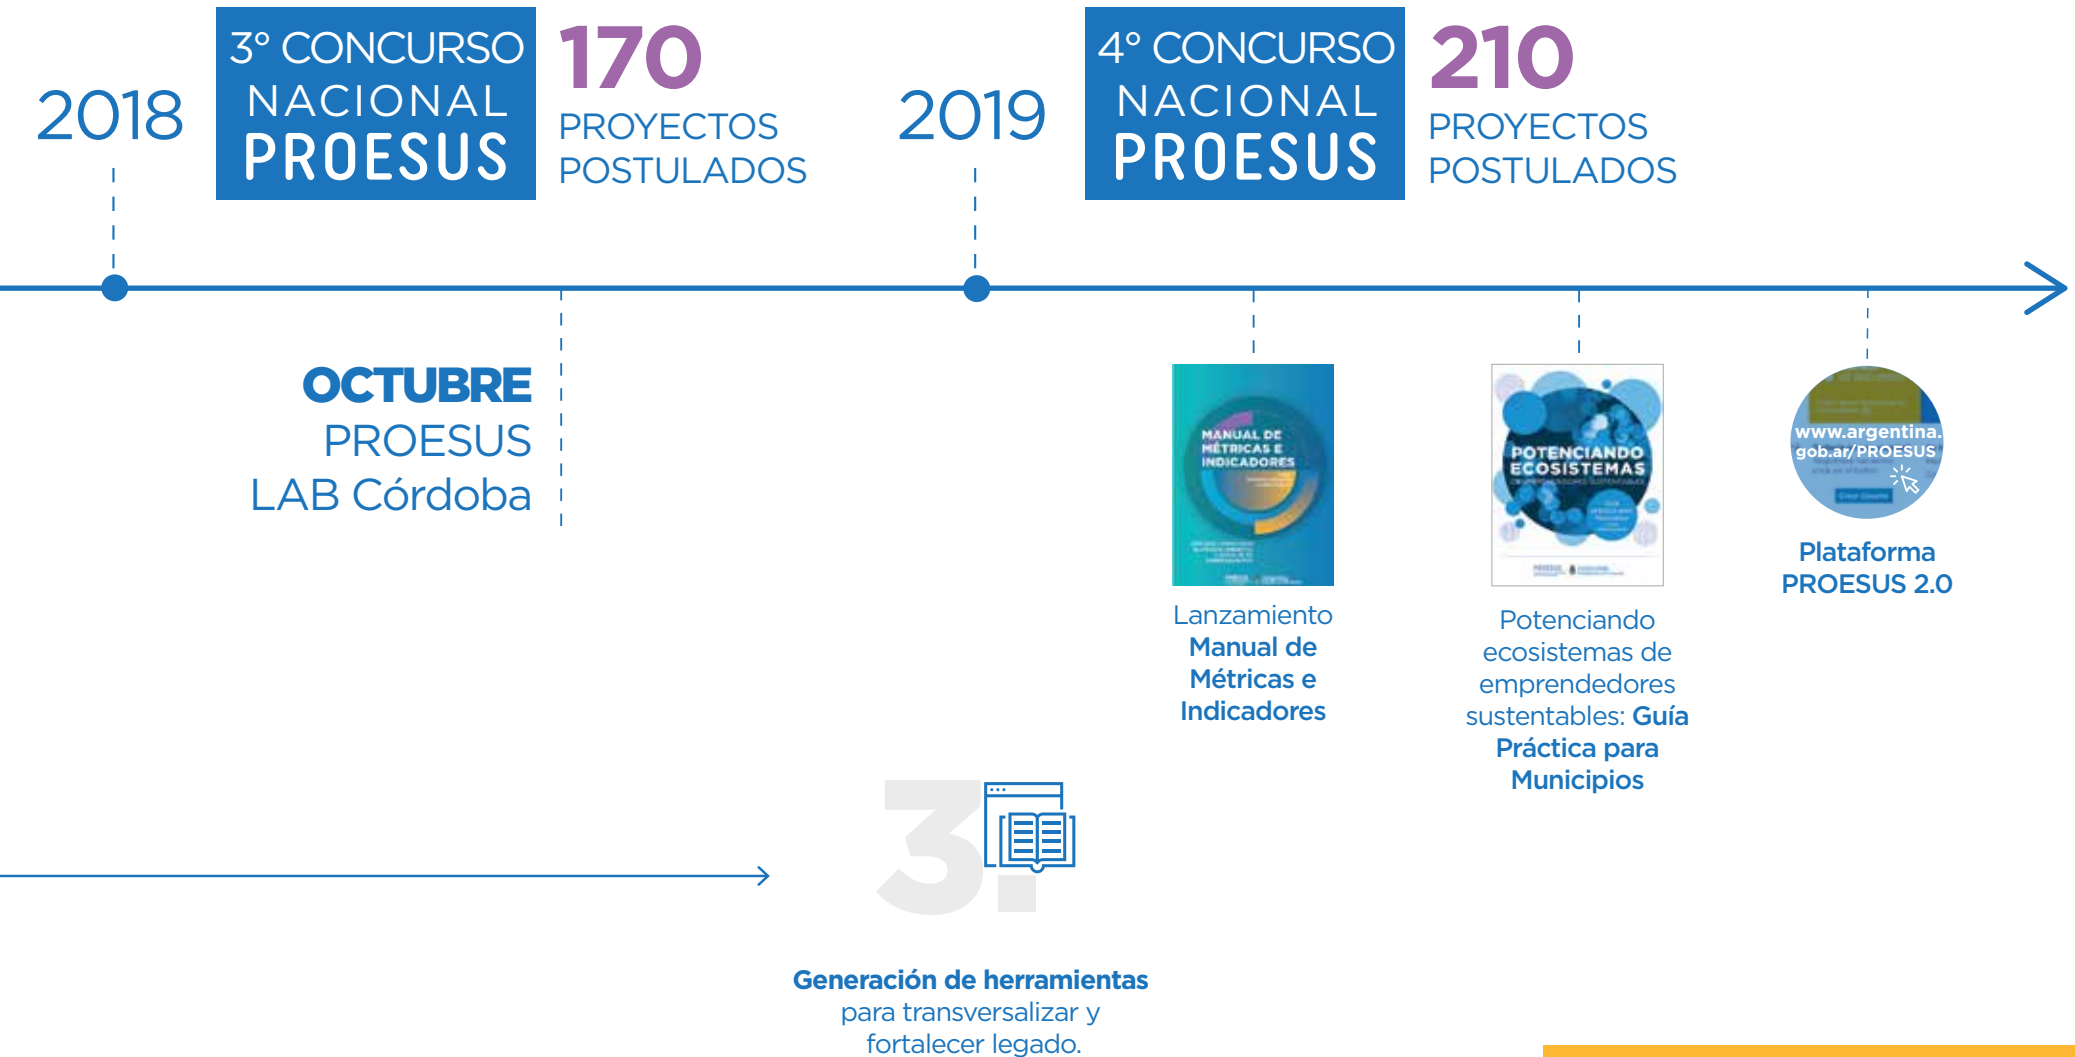 2018
3° CONCURSO
NACIONAL
PROESUS
170
PROYECTOS
POSTULADOS
2019
4° CONCURSO
NACIONAL
PROESUS
210
PROYECTOS
POSTULADOS
OCTUBRE
PROESUS
LAB Córdoba
MANUAL DE
MÉTRICAS E
INDICADORES
Lanzamiento
Manual de
Métricas e
Indicadores
POTENCIANDO
ECOSISTEMAS
Potenciando
ecosistemas de
emprendedores
sustentables: Guía
Práctica para
Municipios
www.argentina.
gob.ar/PROESUS
Plataforma
PROESUS 2.0
3.
Generación de herramientas
para transversalizar y
fortalecer legado.